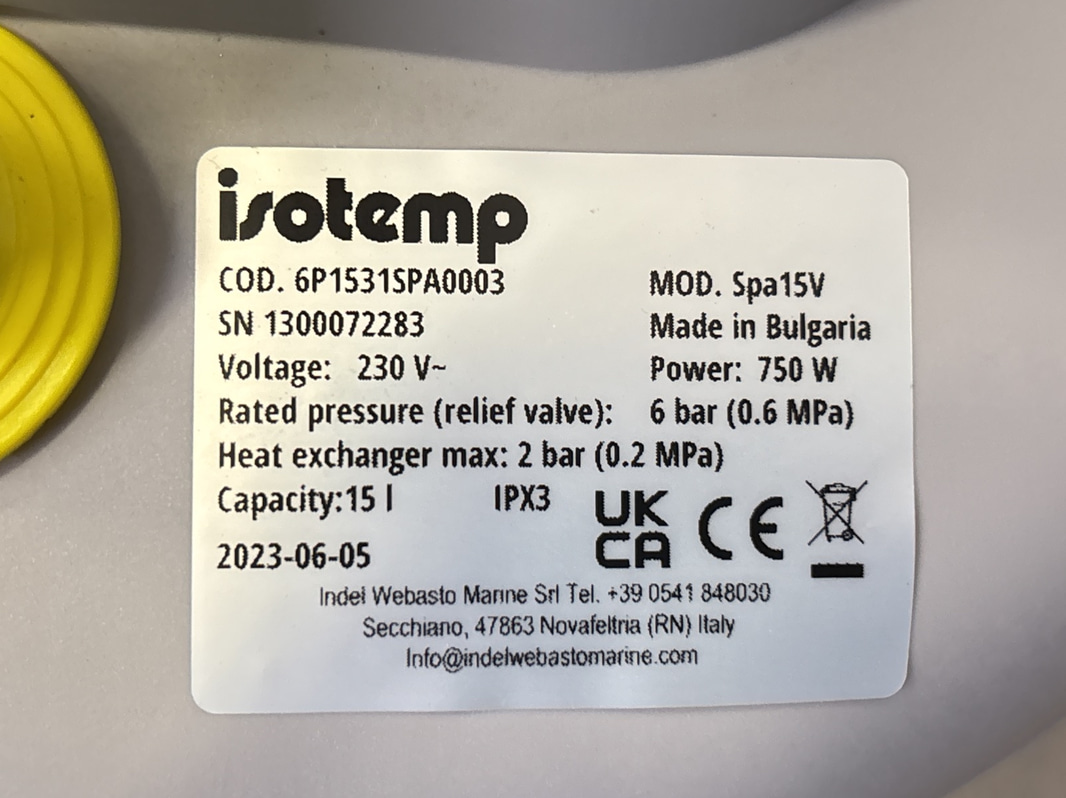 isotemp
COD. 6P1531SPA0003 MOD. Spa15V
SN 1300072283 Made in Bulgaria
Voltage: 230 V~ Power: 750 W
Rated pressure (relief valve): 6 bar (0.6 MPa)
Heat exchanger max: 2 bar (0.2 MPa)
Capacity:15 l IPX3 UK CA CE
2023-06-05
Indel Webasto Marine Srl Tel. +39 0541 848030
Secchiano, 47863 Novafeltria (RN) Italy
Info@indelwebastomarine.com